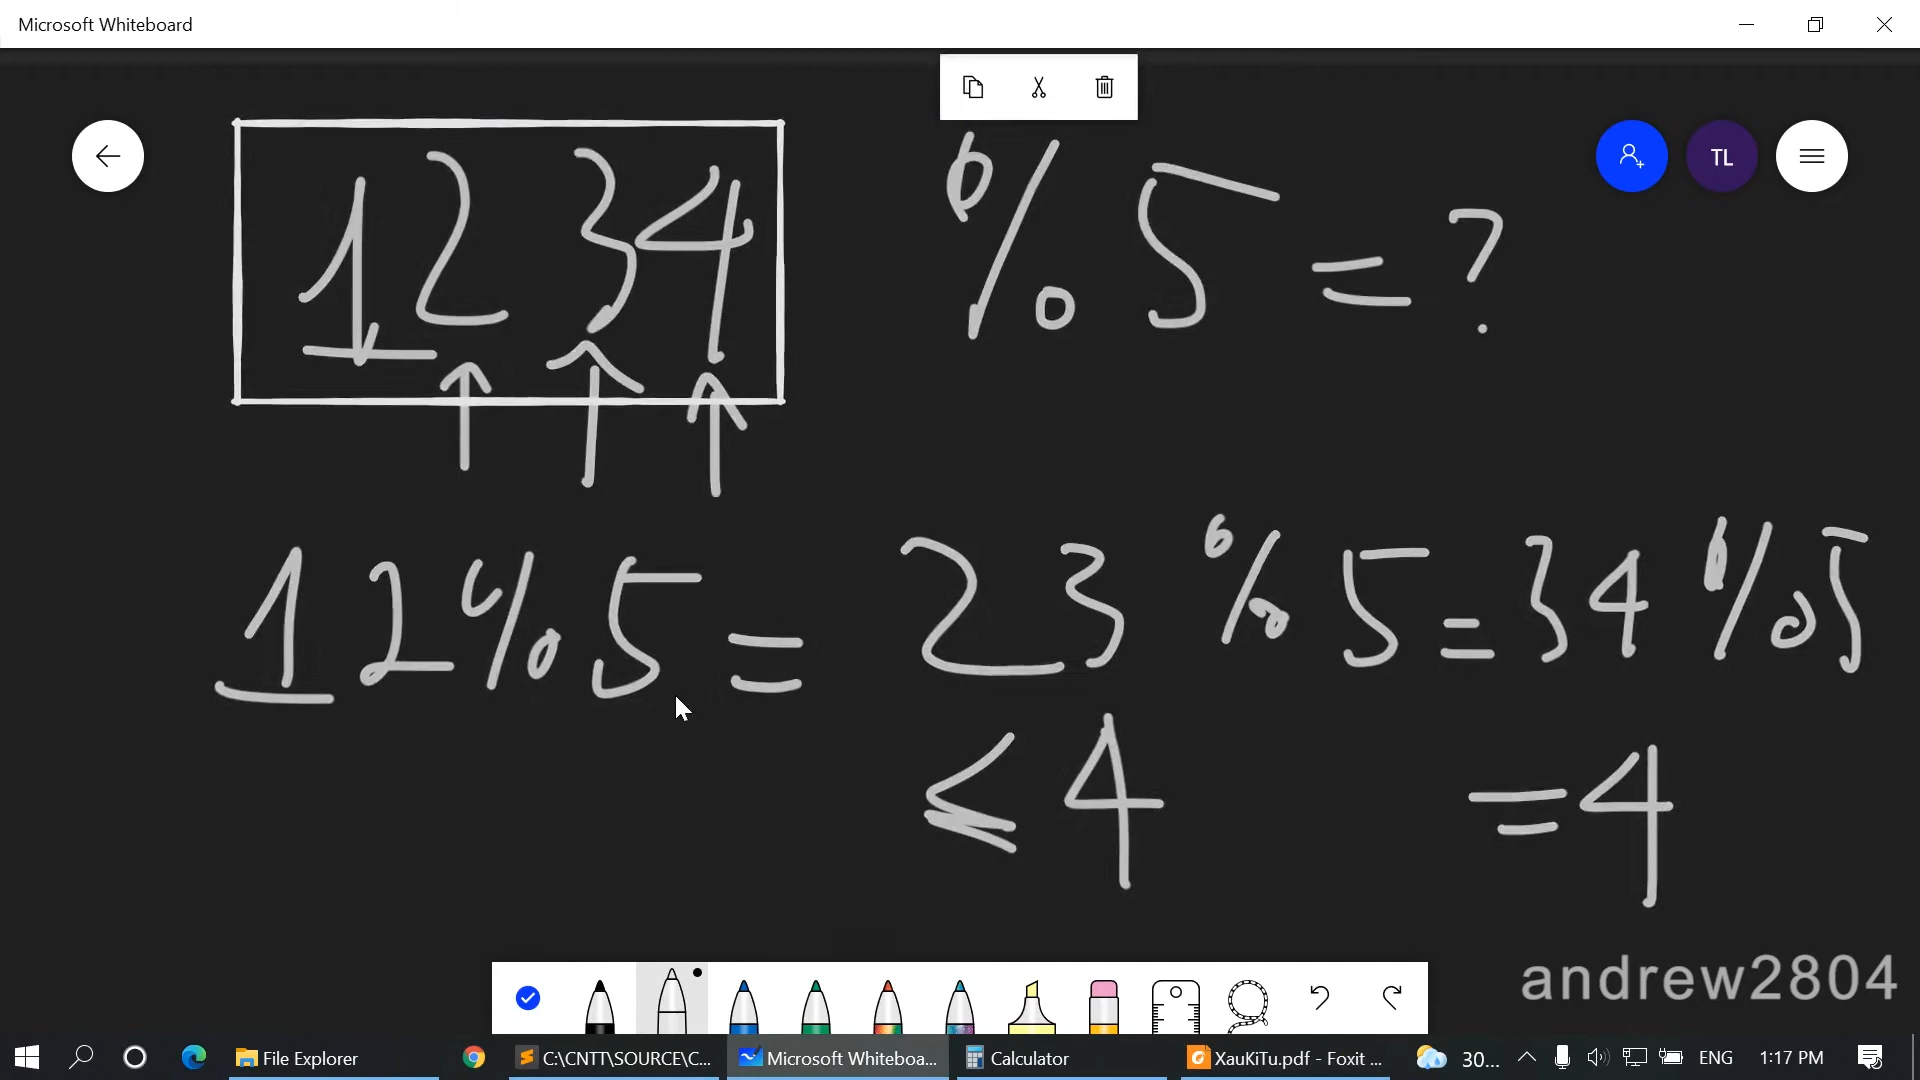 Microsoft Whiteboard
TL
1234 % 5 = ?
12 % 5 = 23 % 5 = 34 % 5
≤ 4 = 4
andrew2804
File Explorer
C:\CNTT\SOURCE\C...
Microsoft Whiteboa...
Calculator
XauKiTu.pdf - Foxit ...
30...
ENG
1:17 PM